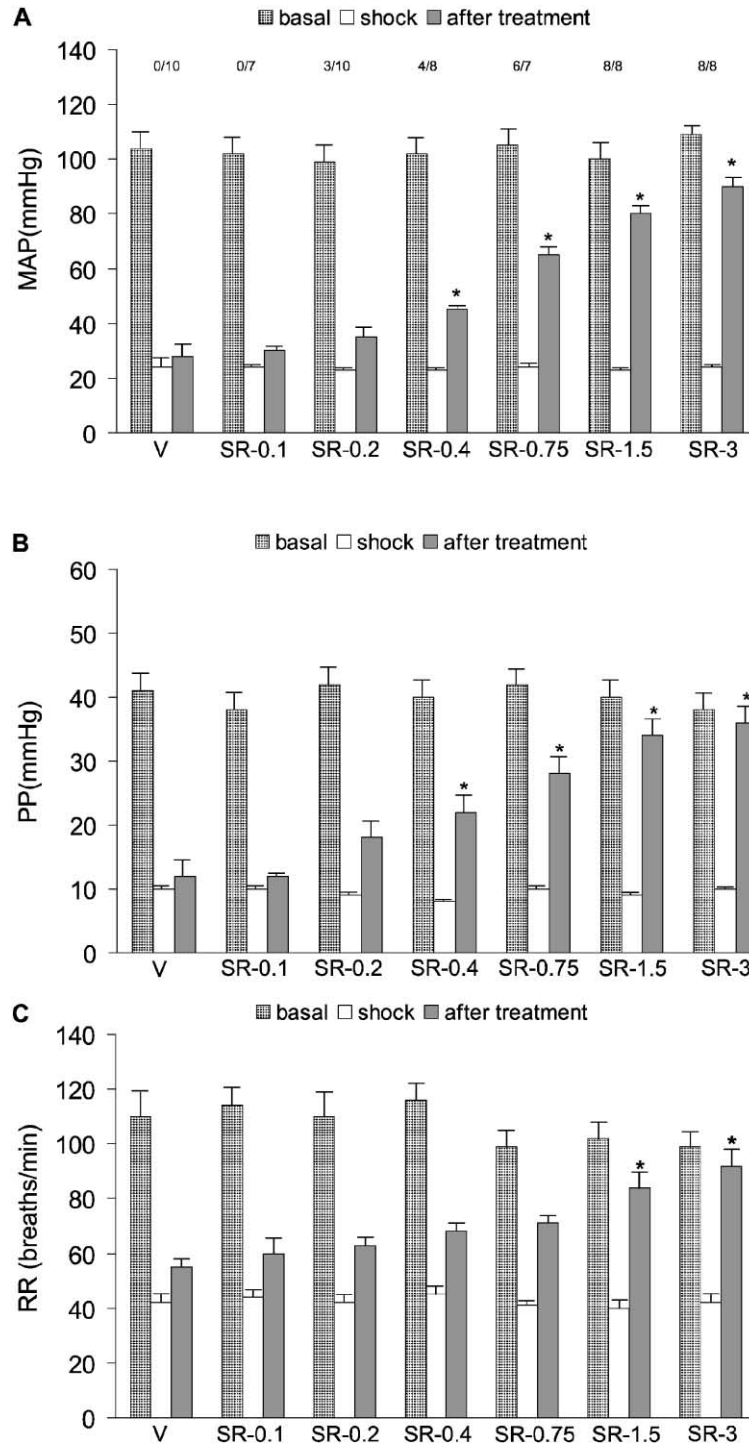 A
basal shock after treatment
0/10 0/7 3/10 4/8 6/7 8/8 8/8
140
120
100
80
60
40
20
0
MAP(mmHg)
* * * *
V SR-0.1 SR-0.2 SR-0.4 SR-0.75 SR-1.5 SR-3
B
basal shock after treatment
60
50
40
30
20
10
0
PP(mmHg)
* * * *
V SR-0.1 SR-0.2 SR-0.4 SR-0.75 SR-1.5 SR-3
C
basal shock after treatment
140
120
100
80
60
40
20
0
RR (breaths/min)
* *
V SR-0.1 SR-0.2 SR-0.4 SR-0.75 SR-1.5 SR-3